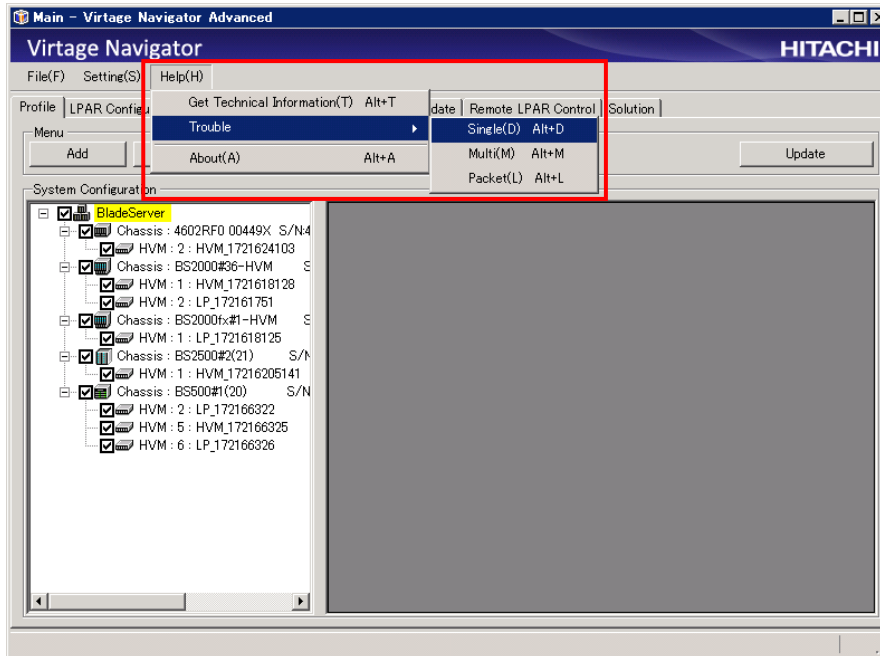 Main - Virtage Navigator Advanced
Virtage Navigator HITACHI
File(F) Setting(S) Help(H)
Get Technical Information(T) Alt+T
Trouble
About(A) Alt+A
Single(D) Alt+D
Multi(M) Alt+M
Packet(L) Alt+L
Profile LPAR Configu date Remote LPAR Control Solution
Menu
Add Update
System Configuration
BladeServer
Chassis : 4602RF0 00449X S/N:4
HVM : 2 : HVM_1721624103
Chassis : BS2000#36-HVM S
HVM : 1 : HVM_1721618128
HVM : 2 : LP_172161751
Chassis : BS2000fx#1-HVM S
HVM : 1 : LP_1721618125
Chassis : BS2500#2(21) S/N
HVM : 1 : HVM_17216205141
Chassis : BS500#1(20) S/N
HVM : 2 : LP_172166322
HVM : 5 : HVM_172166325
HVM : 6 : LP_172166326